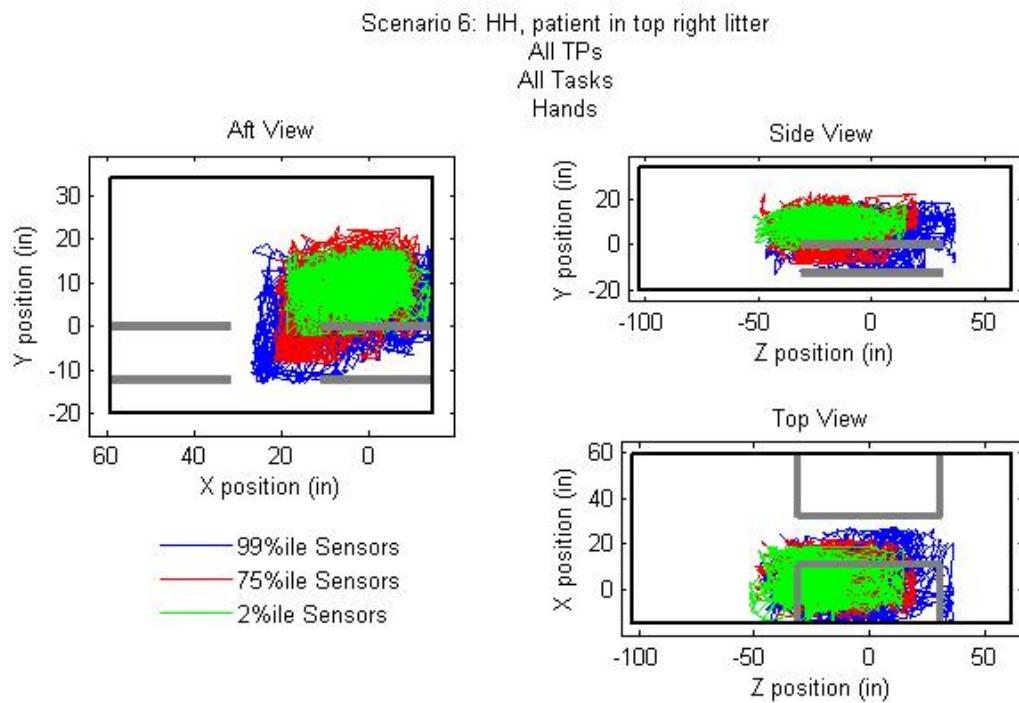 Scenario 6: HH, patient in top right litter
All TPs
All Tasks
Hands
Aft View
30
20
10
0
-10
-20
Y position (in)
60
40
20
0
X position (in)
Side View
20
0
-20
Y position (in)
-100
-50
0
50
Z position (in)
99%ile Sensors
75%ile Sensors
2%ile Sensors
Top View
60
40
20
0
X position (in)
-100
-50
0
50
Z position (in)